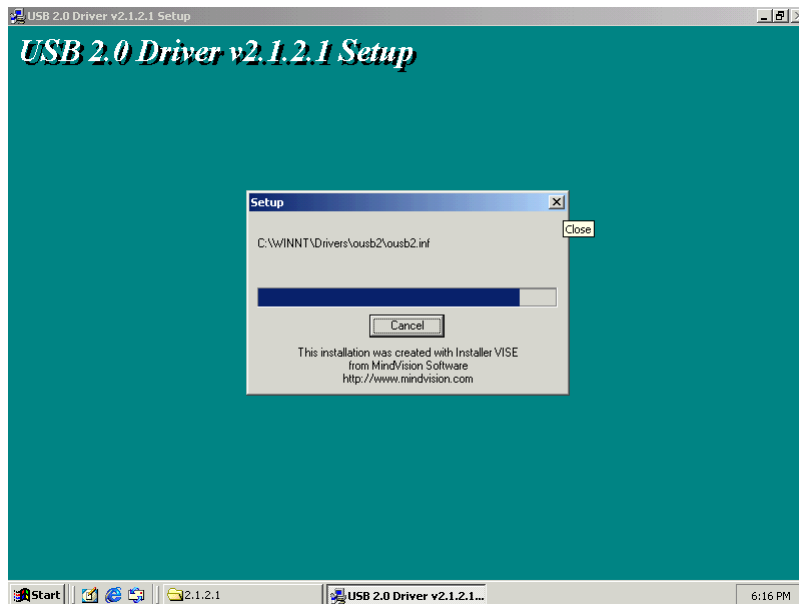 USB 2.0 Driver v2.1.2.1 Setup
USB 2.0 Driver v2.1.2.1 Setup
Setup
Close
C:\WINNT\Drivers\ousb2\ousb2.inf
Cancel
This installation was created with Installer VISE
from MindVision Software
http://www.mindvision.com
Start
2.1.2.1
USB 2.0 Driver v2.1.2.1...
6:16 PM